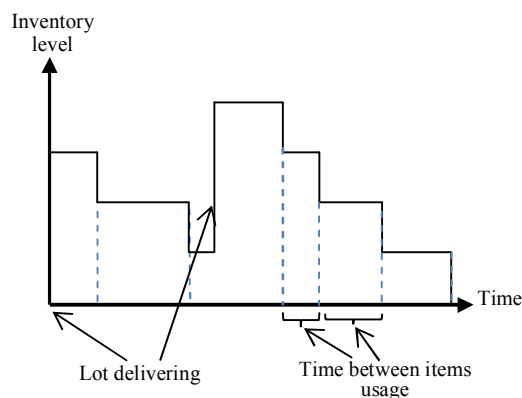 Inventory
level
Time
Lot delivering
Time between items
usage